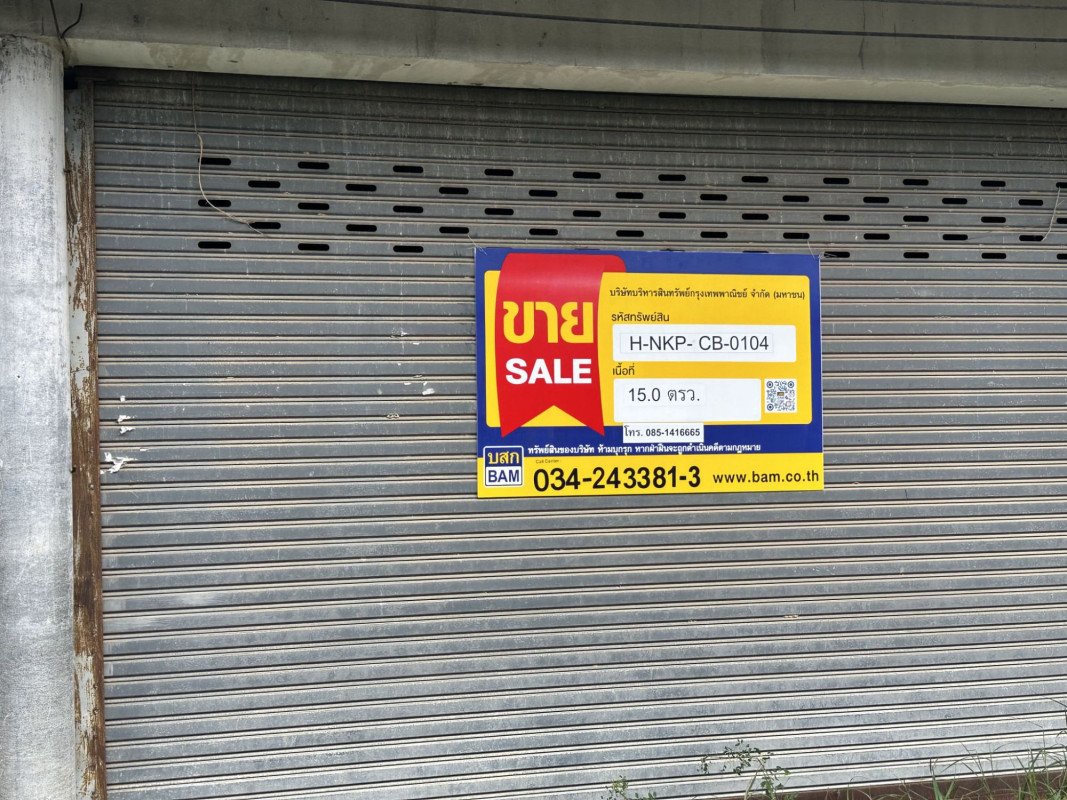 ขาย
SALE
บริษัทบริหารสินทรัพย์กรุงเทพพาณิชย์ จำกัด (มหาชน)
รหัสทรัพย์สิน
H-NKP- CB-0104
เนื้อที่
15.0 ตรว.
โทร. 085-1416665
ทรัพย์สินของบริษัท ห้ามบุกรุก หากฝ่าฝืนจะถูกดำเนินคดีตามกฎหมาย
บสก
BAM
Call Center
034-243381-3 www.bam.co.th